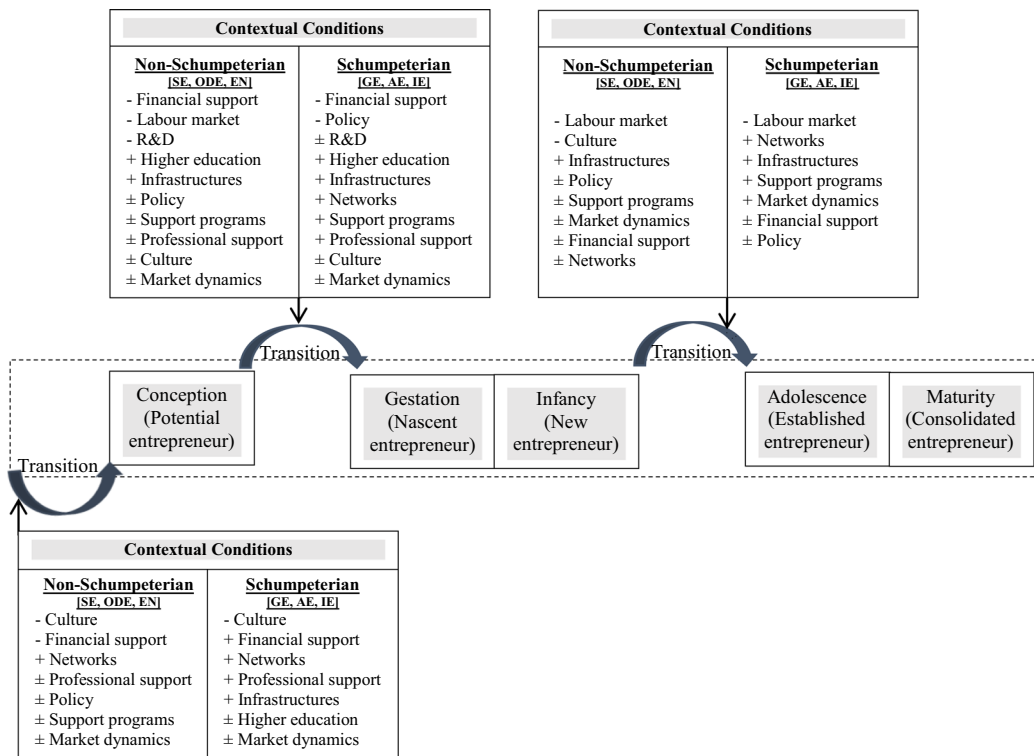 Contextual Conditions
Non-Schumpeterian
[SE, ODE, EN]
- Financial support
- Labour market
- R&D
+ Higher education
+ Infrastructures
± Policy
± Support programs
± Professional support
± Culture
± Market dynamics
Schumpeterian
[GE, AE, IE]
- Financial support
- Policy
± R&D
+ Higher education
+ Infrastructures
+ Networks
+ Support programs
+ Professional support
± Culture
± Market dynamics
Contextual Conditions
Non-Schumpeterian
[SE, ODE, EN]
- Labour market
- Culture
+ Infrastructures
± Policy
± Support programs
± Market dynamics
± Financial support
± Networks
Schumpeterian
[GE, AE, IE]
- Labour market
+ Networks
+ Infrastructures
+ Support programs
+ Market dynamics
± Financial support
± Policy
Transition
Transition
Conception
(Potential
entrepreneur)
Gestation
(Nascent
entrepreneur)
Infancy
(New
entrepreneur)
Adolescence
(Established
entrepreneur)
Maturity
(Consolidated
entrepreneur)
Transition
Contextual Conditions
Non-Schumpeterian
[SE, ODE, EN]
- Culture
- Financial support
+ Networks
± Professional support
± Policy
± Support programs
± Market dynamics
Schumpeterian
[GE, AE, IE]
- Culture
+ Financial support
+ Networks
+ Professional support
+ Infrastructures
± Higher education
± Market dynamics